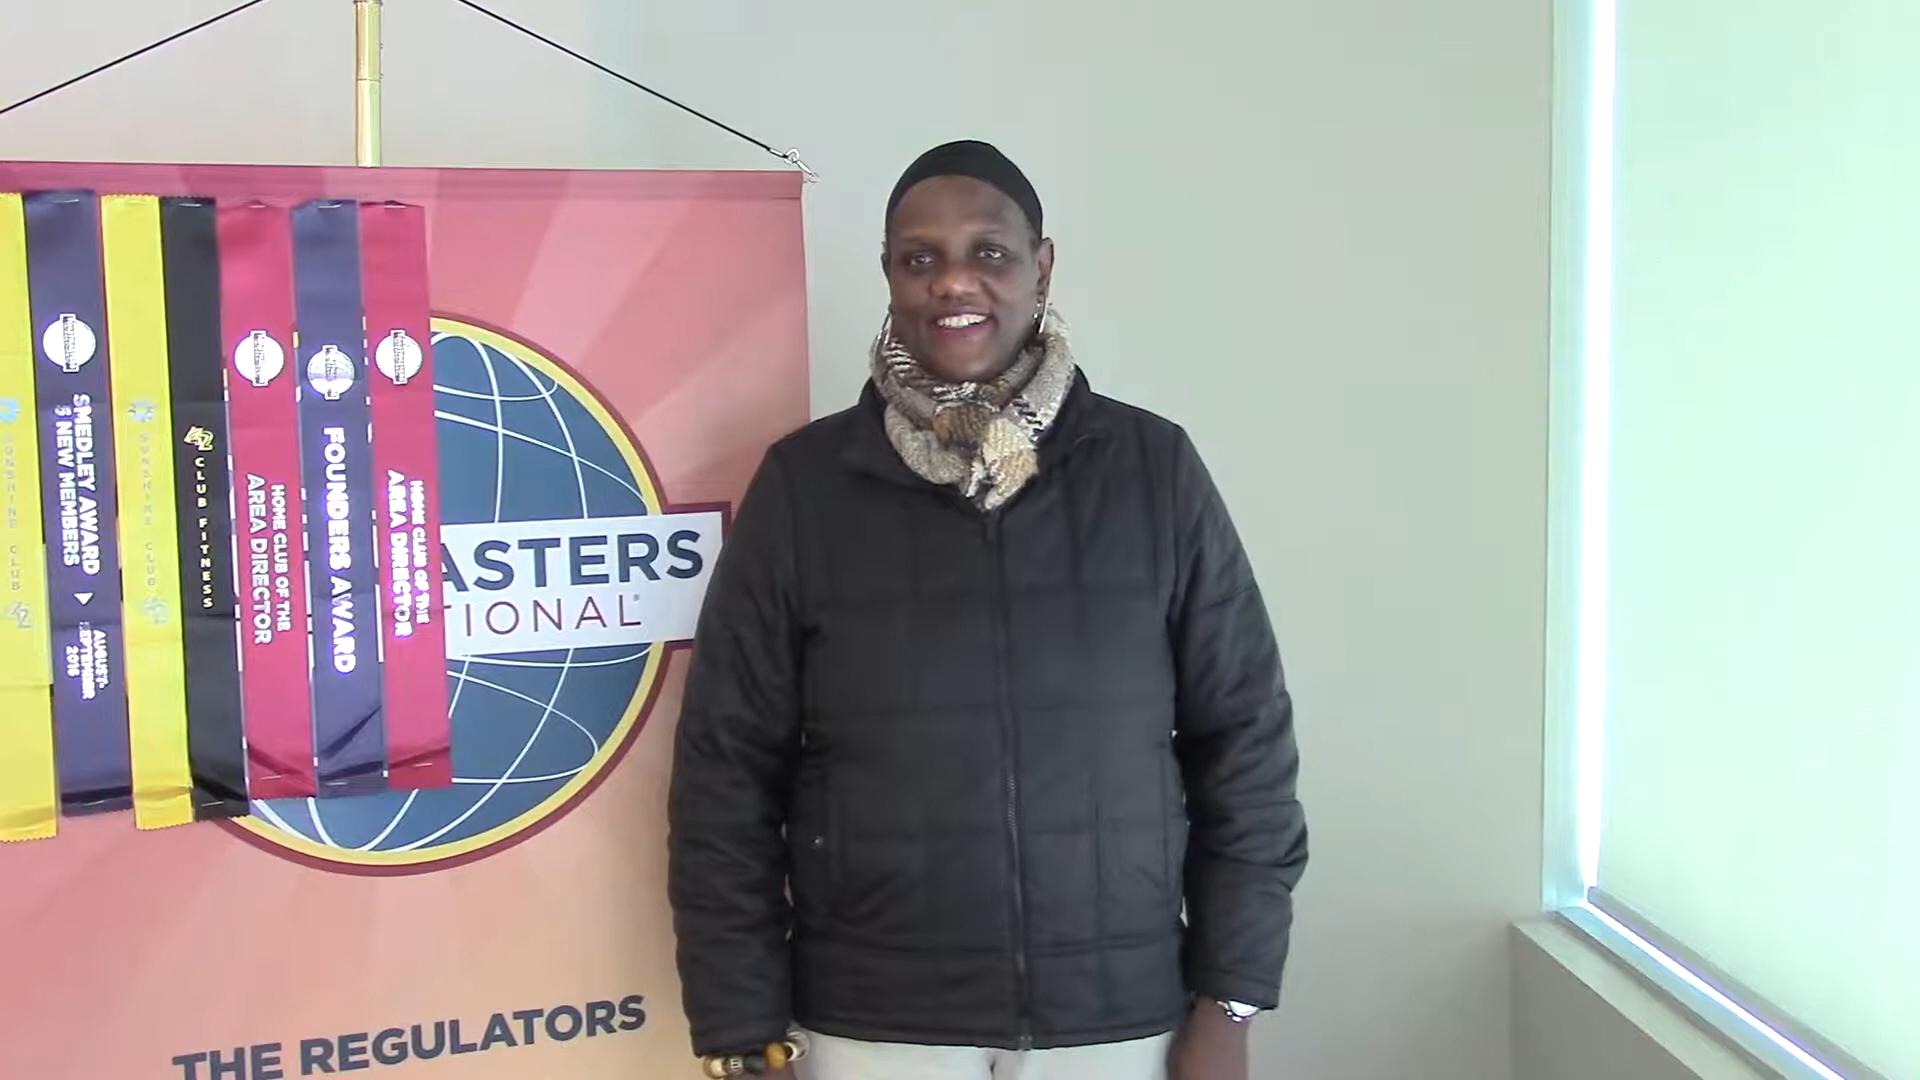 SUNSHINE CLUB
SMEDLEY AWARD
5 NEW MEMBERS
AUGUST-
SEPTEMBER
2016
SUNSHINE CLUB
42
CLUB FITNESS
HOME CLUB OF THE
AREA DIRECTOR
FOUNDERS AWARD
HOME CLUB OF THE
AREA DIRECTOR
ASTERS
TIONAL®
THE REGULATORS